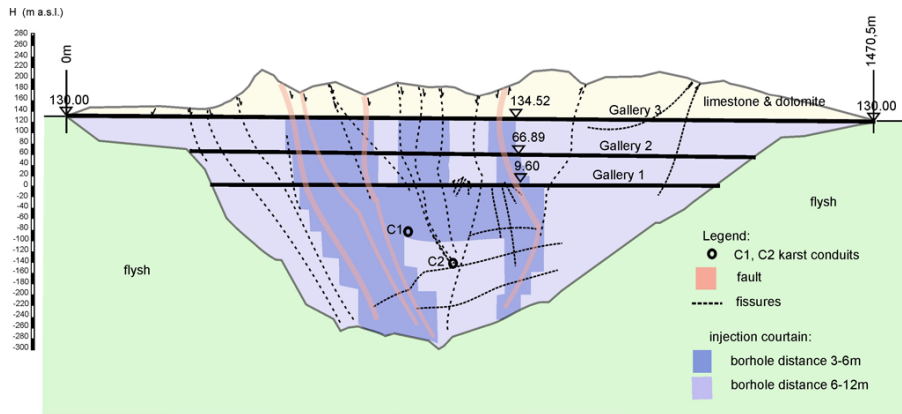 H (m a.s.l.)
280
260
240
220
200
180
160
140
120
100
80
60
40
20
0
-20
-40
-60
-80
-100
-120
-140
-160
-180
-200
-220
-240
-260
-280
-300
0m
1470,5m
130.00
134.52
130.00
Gallery 3
limestone & dolomite
66.89
Gallery 2
9.60
Gallery 1
C1
C2
flysh
flysh
Legend:
C1, C2 karst conduits
fault
fissures
injection courtain:
borhole distance 3-6m
borhole distance 6-12m